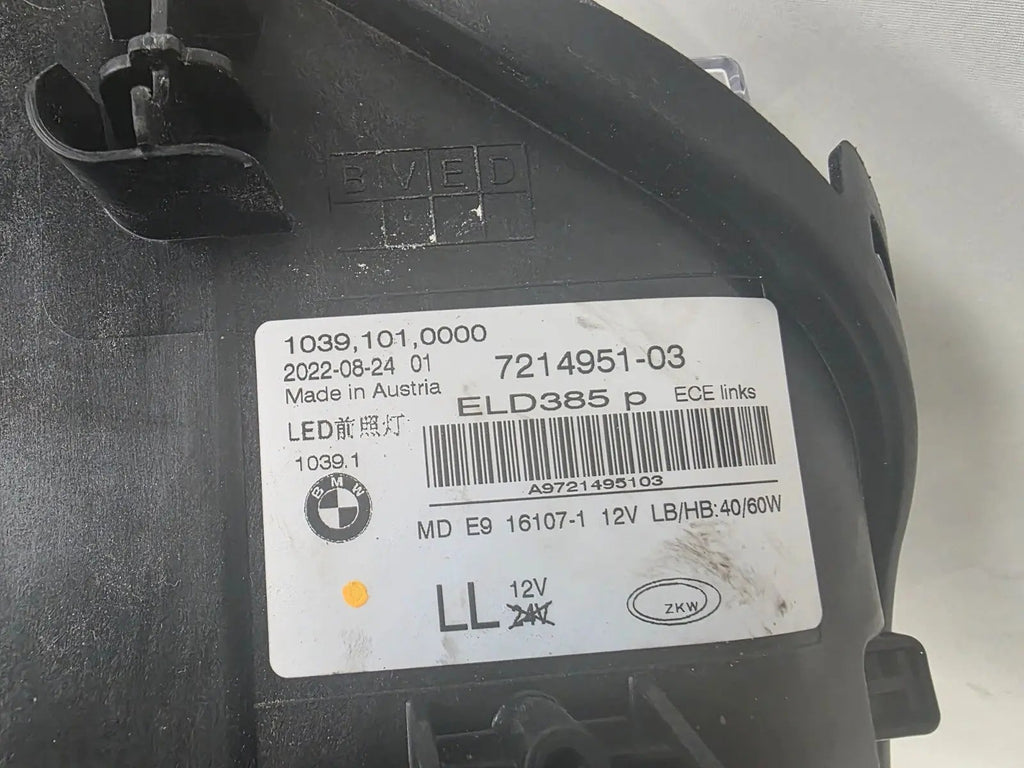 B V E D
1039,101,0000
2022-08-24 01
7214951-03
Made in Austria
ELD385 p
ECE links
LED前照灯
1039.1
BMW
A9721495103
MD E9 16107-1 12V LB/HB:40/60W
LL
12V
24V
ZKW